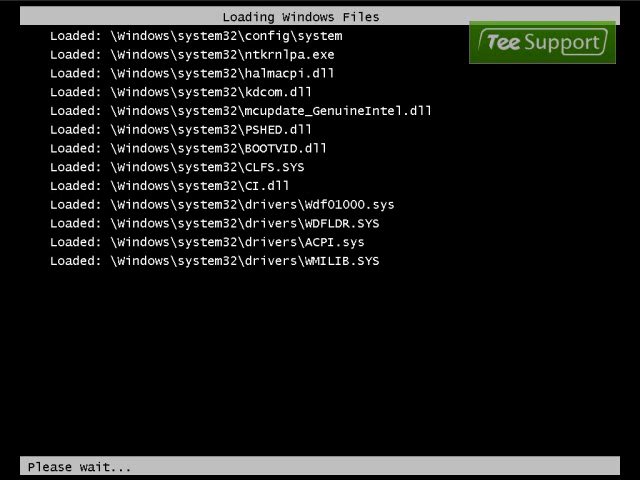 Loading Windows Files
Tee Support
Loaded: \Windows\system32\config\system
Loaded: \Windows\system32\ntkrnlpa.exe
Loaded: \Windows\system32\halmacpi.dll
Loaded: \Windows\system32\kdcom.dll
Loaded: \Windows\system32\mcupdate_GenuineIntel.dll
Loaded: \Windows\system32\PSHED.dll
Loaded: \Windows\system32\BOOTVID.dll
Loaded: \Windows\system32\CLFS.SYS
Loaded: \Windows\system32\CI.dll
Loaded: \Windows\system32\drivers\Wdf01000.sys
Loaded: \Windows\system32\drivers\WDFLDR.SYS
Loaded: \Windows\system32\drivers\ACPI.sys
Loaded: \Windows\system32\drivers\WMILIB.SYS
Please wait...